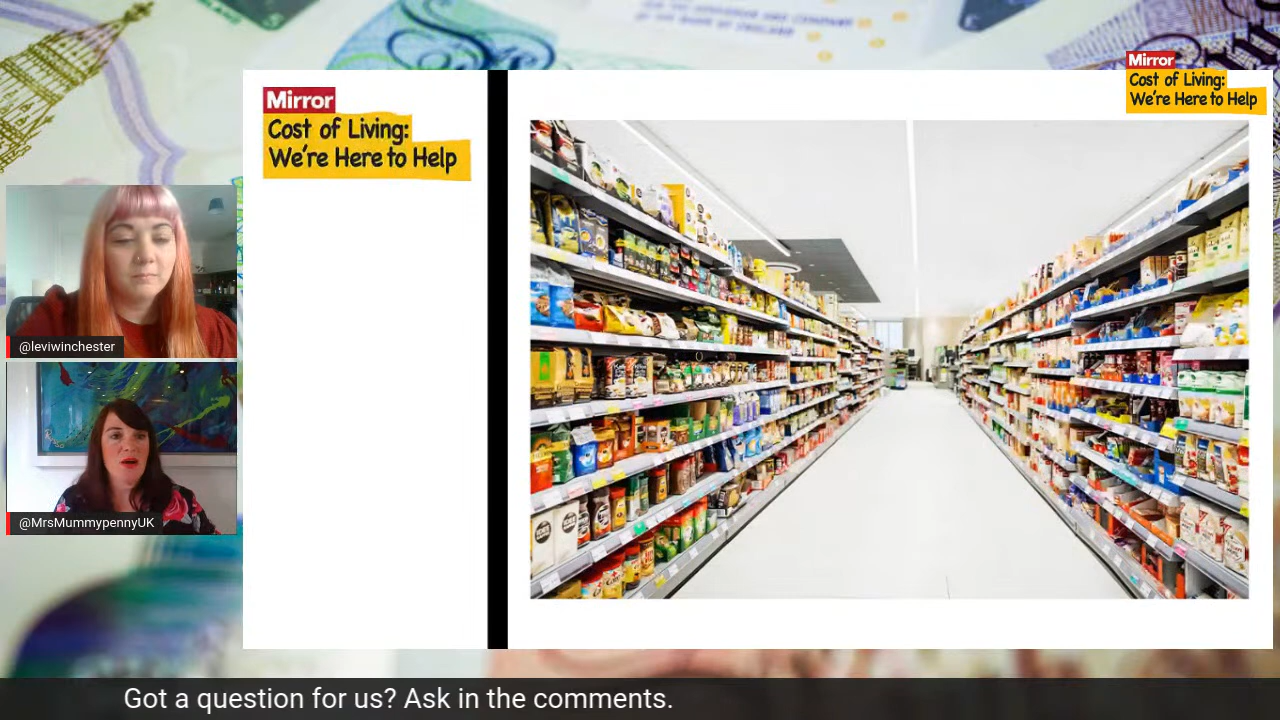 Mirror
Cost of Living:
We're Here to Help
Mirror
Cost of Living:
We're Here to Help
@leviwinchester
@MrsMummypennyUK
Got a question for us? Ask in the comments.